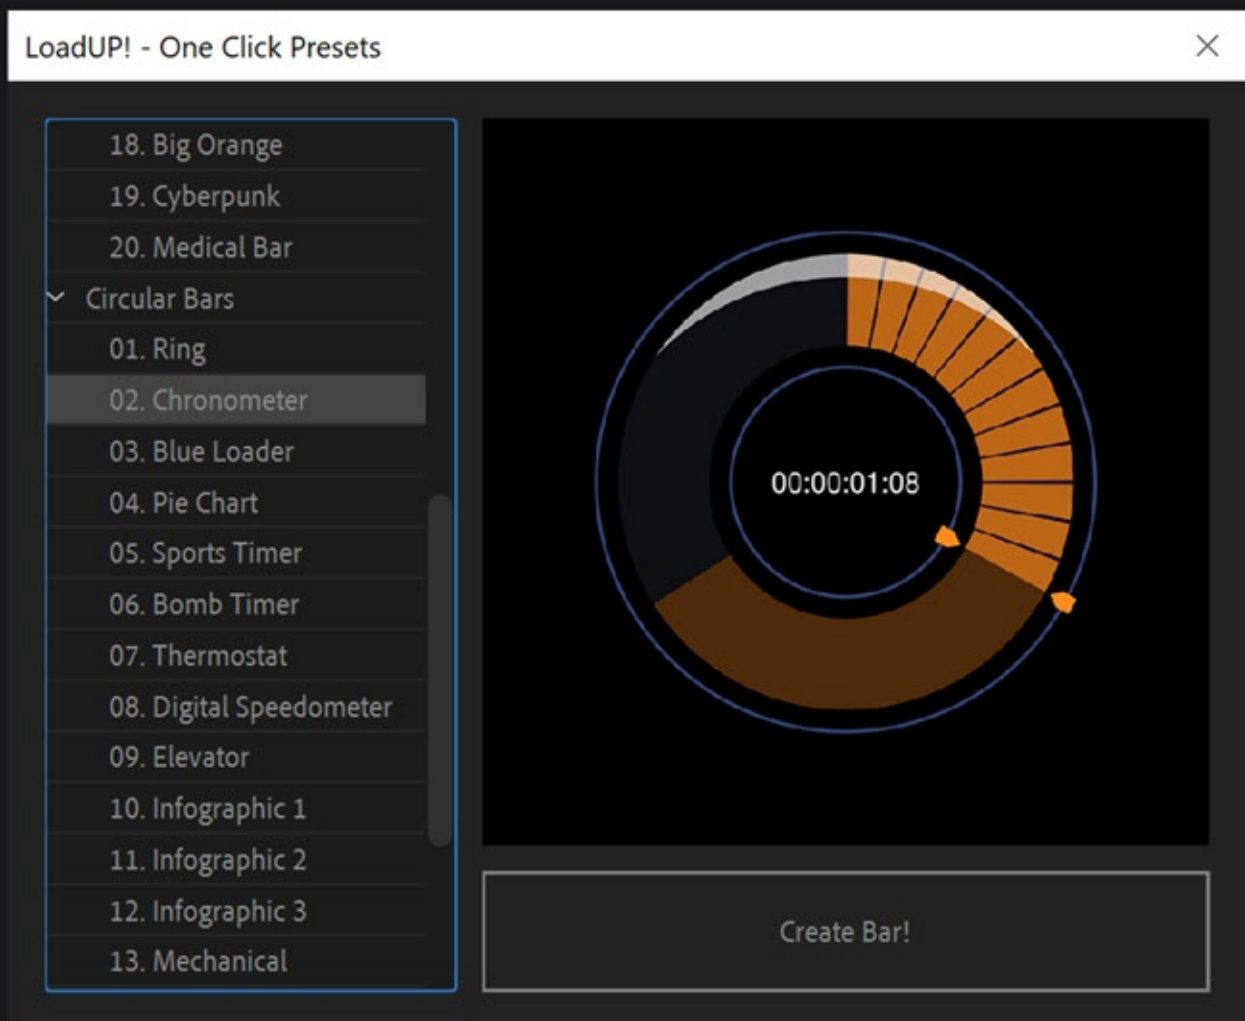 LoadUP! - One Click Presets
18. Big Orange
19. Cyberpunk
20. Medical Bar
Circular Bars
01. Ring
02. Chronometer
03. Blue Loader
04. Pie Chart
05. Sports Timer
06. Bomb Timer
07. Thermostat
08. Digital Speedometer
09. Elevator
10. Infographic 1
11. Infographic 2
12. Infographic 3
13. Mechanical
00:00:01:08
Create Bar!